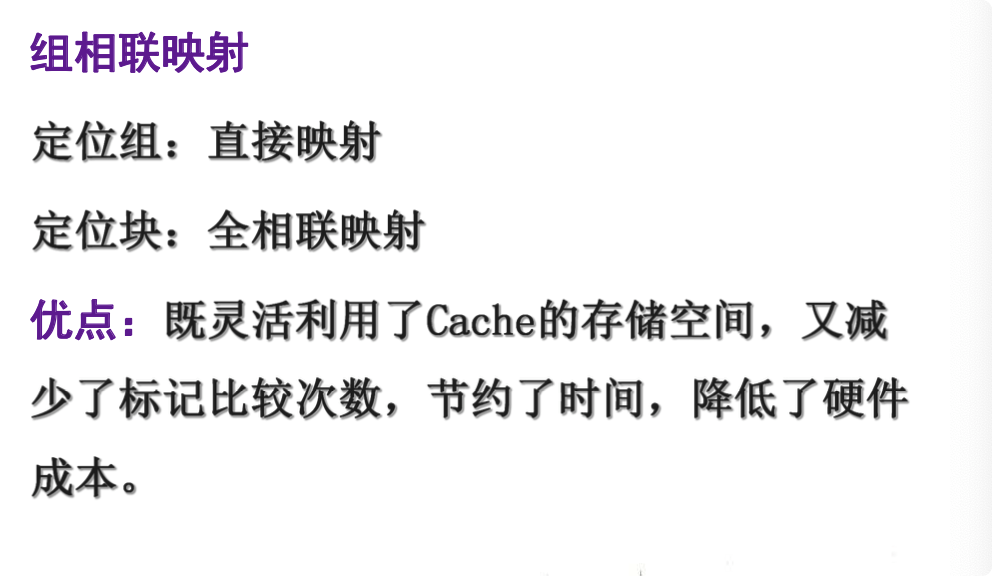 组相联映射
定位组：直接映射
定位块：全相联映射
优点：既灵活利用了Cache的存储空间，又减
少了标记比较次数，节约了时间，降低了硬件
成本。